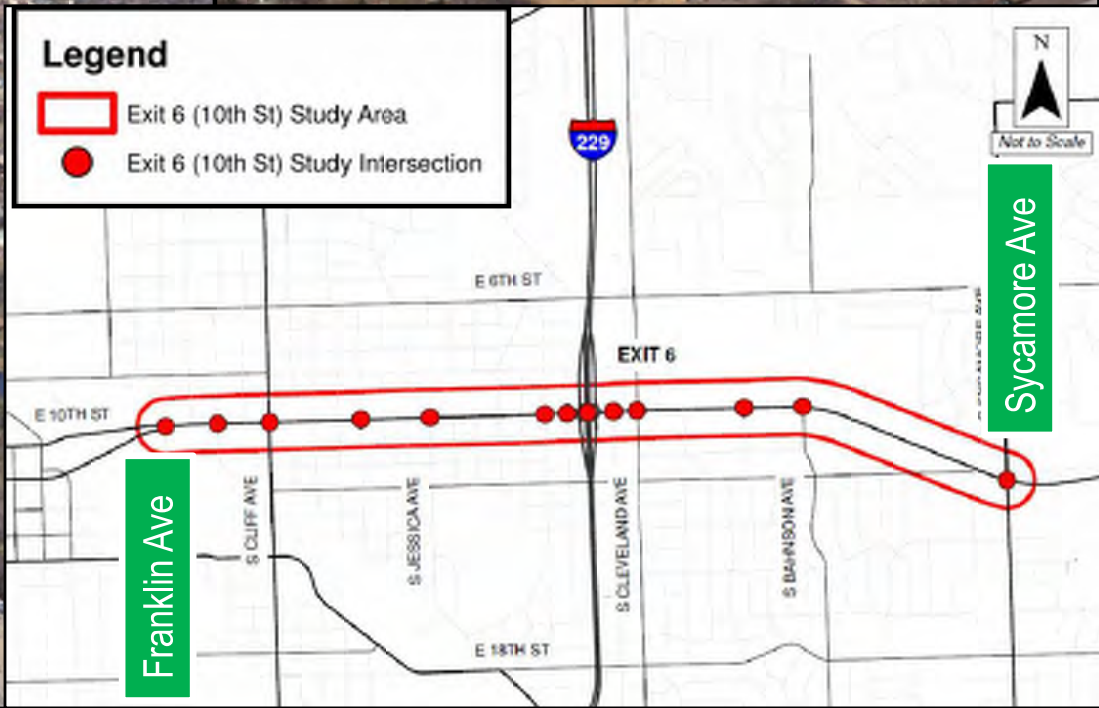 Legend
Exit 6 (10th St) Study Area
Exit 6 (10th St) Study Intersection
229
N
Not to Scale
E 6TH ST
EXIT 6
E 10TH ST
Sycamore Ave
Franklin Ave
S CLIFF AVE
S JESSICA AVE
S CLEVELAND AVE
S BAHNSON AVE
E 18TH ST